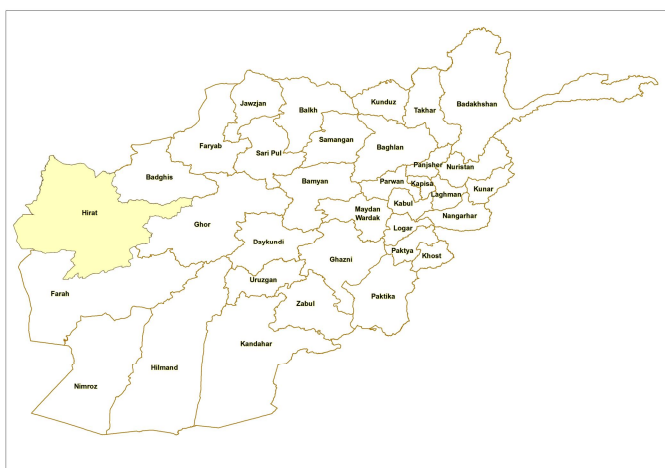 Jawzjan
Balkh
Kunduz
Takhar
Badakhshan
Faryab
Sari Pul
Samangan
Baghlan
Badghis
Bamyan
Parwan
Panjsher
Kapisa
Nuristan
Laghman
Kunar
Hirat
Ghor
Maydan
Wardak
Kabul
Nangarhar
Daykundi
Logar
Ghazni
Paktya
Khost
Farah
Uruzgan
Zabul
Paktika
Kandahar
Hilmand
Nimroz